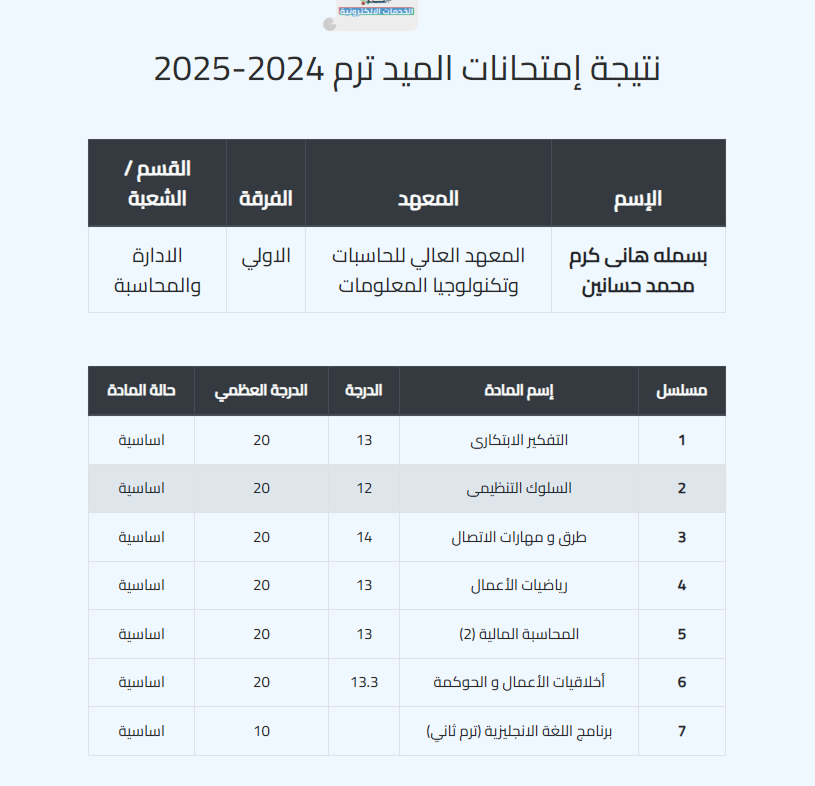 الخدمات الالكترونية
نتيجة إمتحانات الميد ترم 2024-2025
الإسم المعهد الفرقة القسم / الشعبة
بسمله هانى كرم محمد حسانين المعهد العالي للحاسبات وتكنولوجيا المعلومات الاولي الادارة والمحاسبة
مسلسل إسم المادة الدرجة الدرجة العظمي حالة المادة
1 التفكير الابتكارى 13 20 اساسية
2 السلوك التنظيمى 12 20 اساسية
3 طرق و مهارات الاتصال 14 20 اساسية
4 رياضيات الأعمال 13 20 اساسية
5 المحاسبة المالية (2) 13 20 اساسية
6 أخلاقيات الأعمال و الحوكمة 13.3 20 اساسية
7 برنامج اللغة الانجليزية (ترم ثاني) 10 اساسية